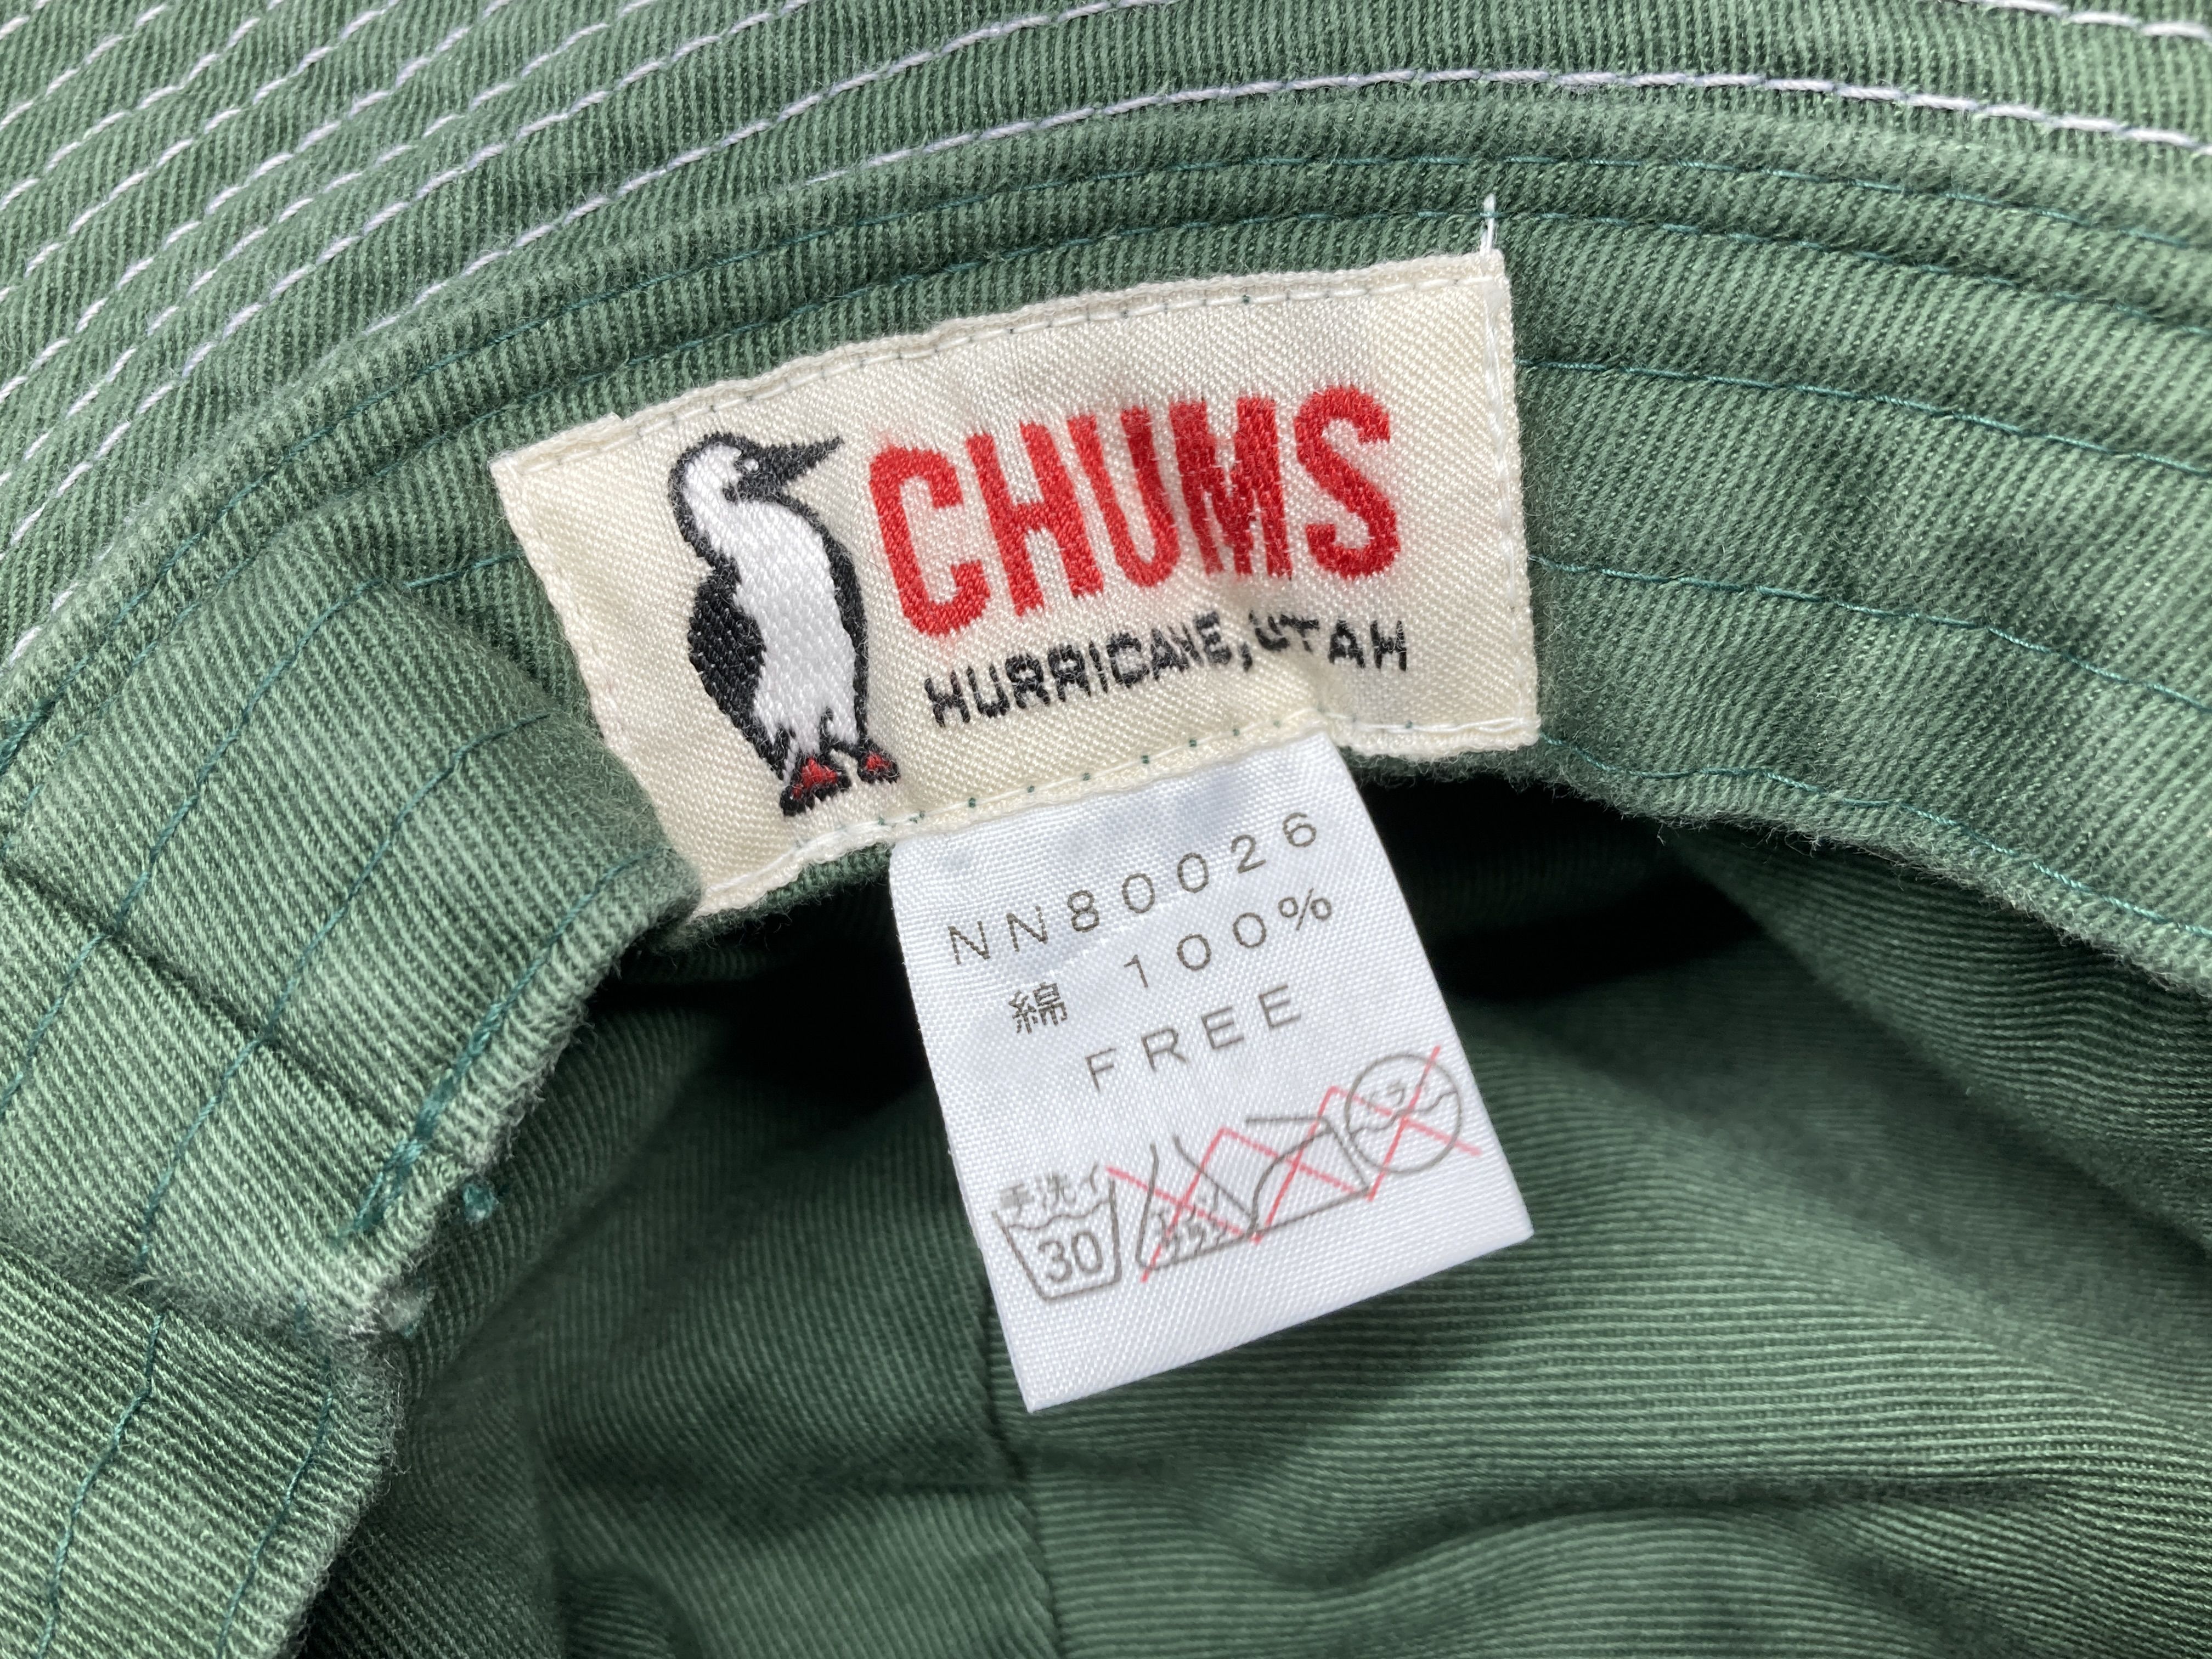 CHUMS
HURRICANE, UTAH
NN80026
綿 100%
FREE
手洗イ
30